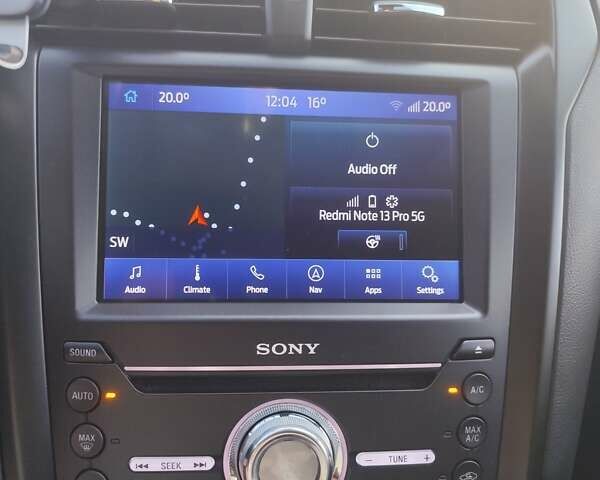 20.0° 12:04 16° 20.0°
Audio Off
Redmi Note 13 Pro 5G
SW
Audio Climate Phone Nav Apps Settings
SONY
SOUND
AUTO A/C
MAX
MAX A/C
SEEK TUNE – +